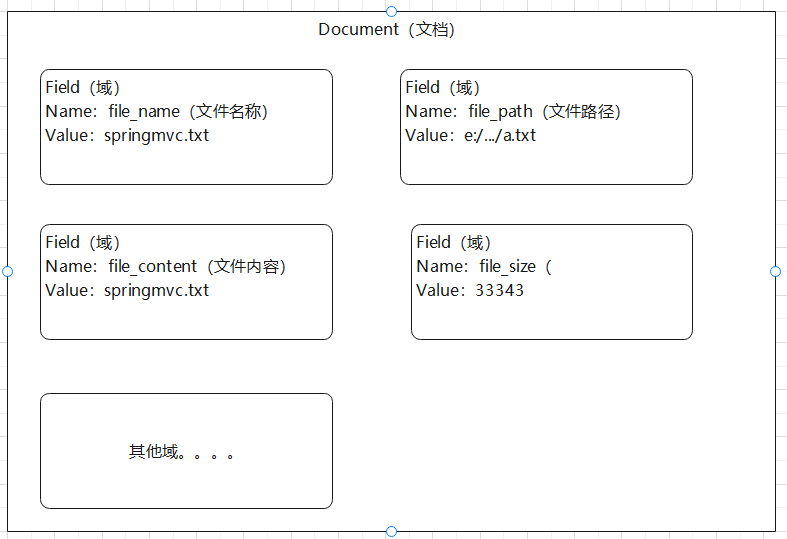 Document（文档）
Field（域）
Name：file_name（文件名称）
Value：springmvc.txt
Field（域）
Name：file_path（文件路径）
Value：e:/.../a.txt
Field（域）
Name：file_content（文件内容）
Value：springmvc.txt
Field（域）
Name：file_size（
Value：33343
其他域。。。。